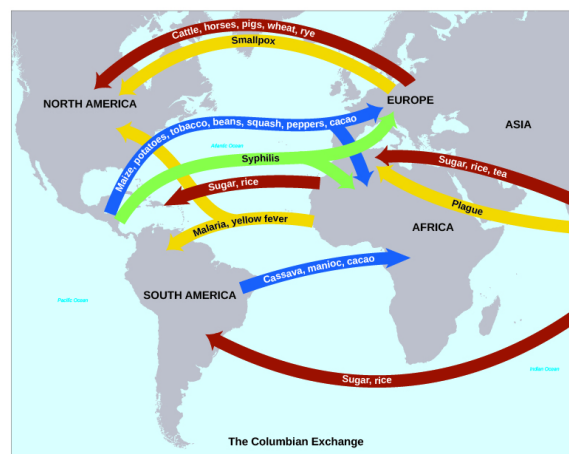 Cattle, horses, pigs, wheat, rye
Smallpox
NORTH AMERICA
EUROPE
ASIA
Maize, potatoes, tobacco, beans, squash, peppers, cacao
Atlantic Ocean
Syphilis
Sugar, rice, tea
Sugar, rice
Plague
Malaria, yellow fever
AFRICA
Cassava, manioc, cacao
SOUTH AMERICA
Pacific Ocean
Indian Ocean
Sugar, rice
The Columbian Exchange